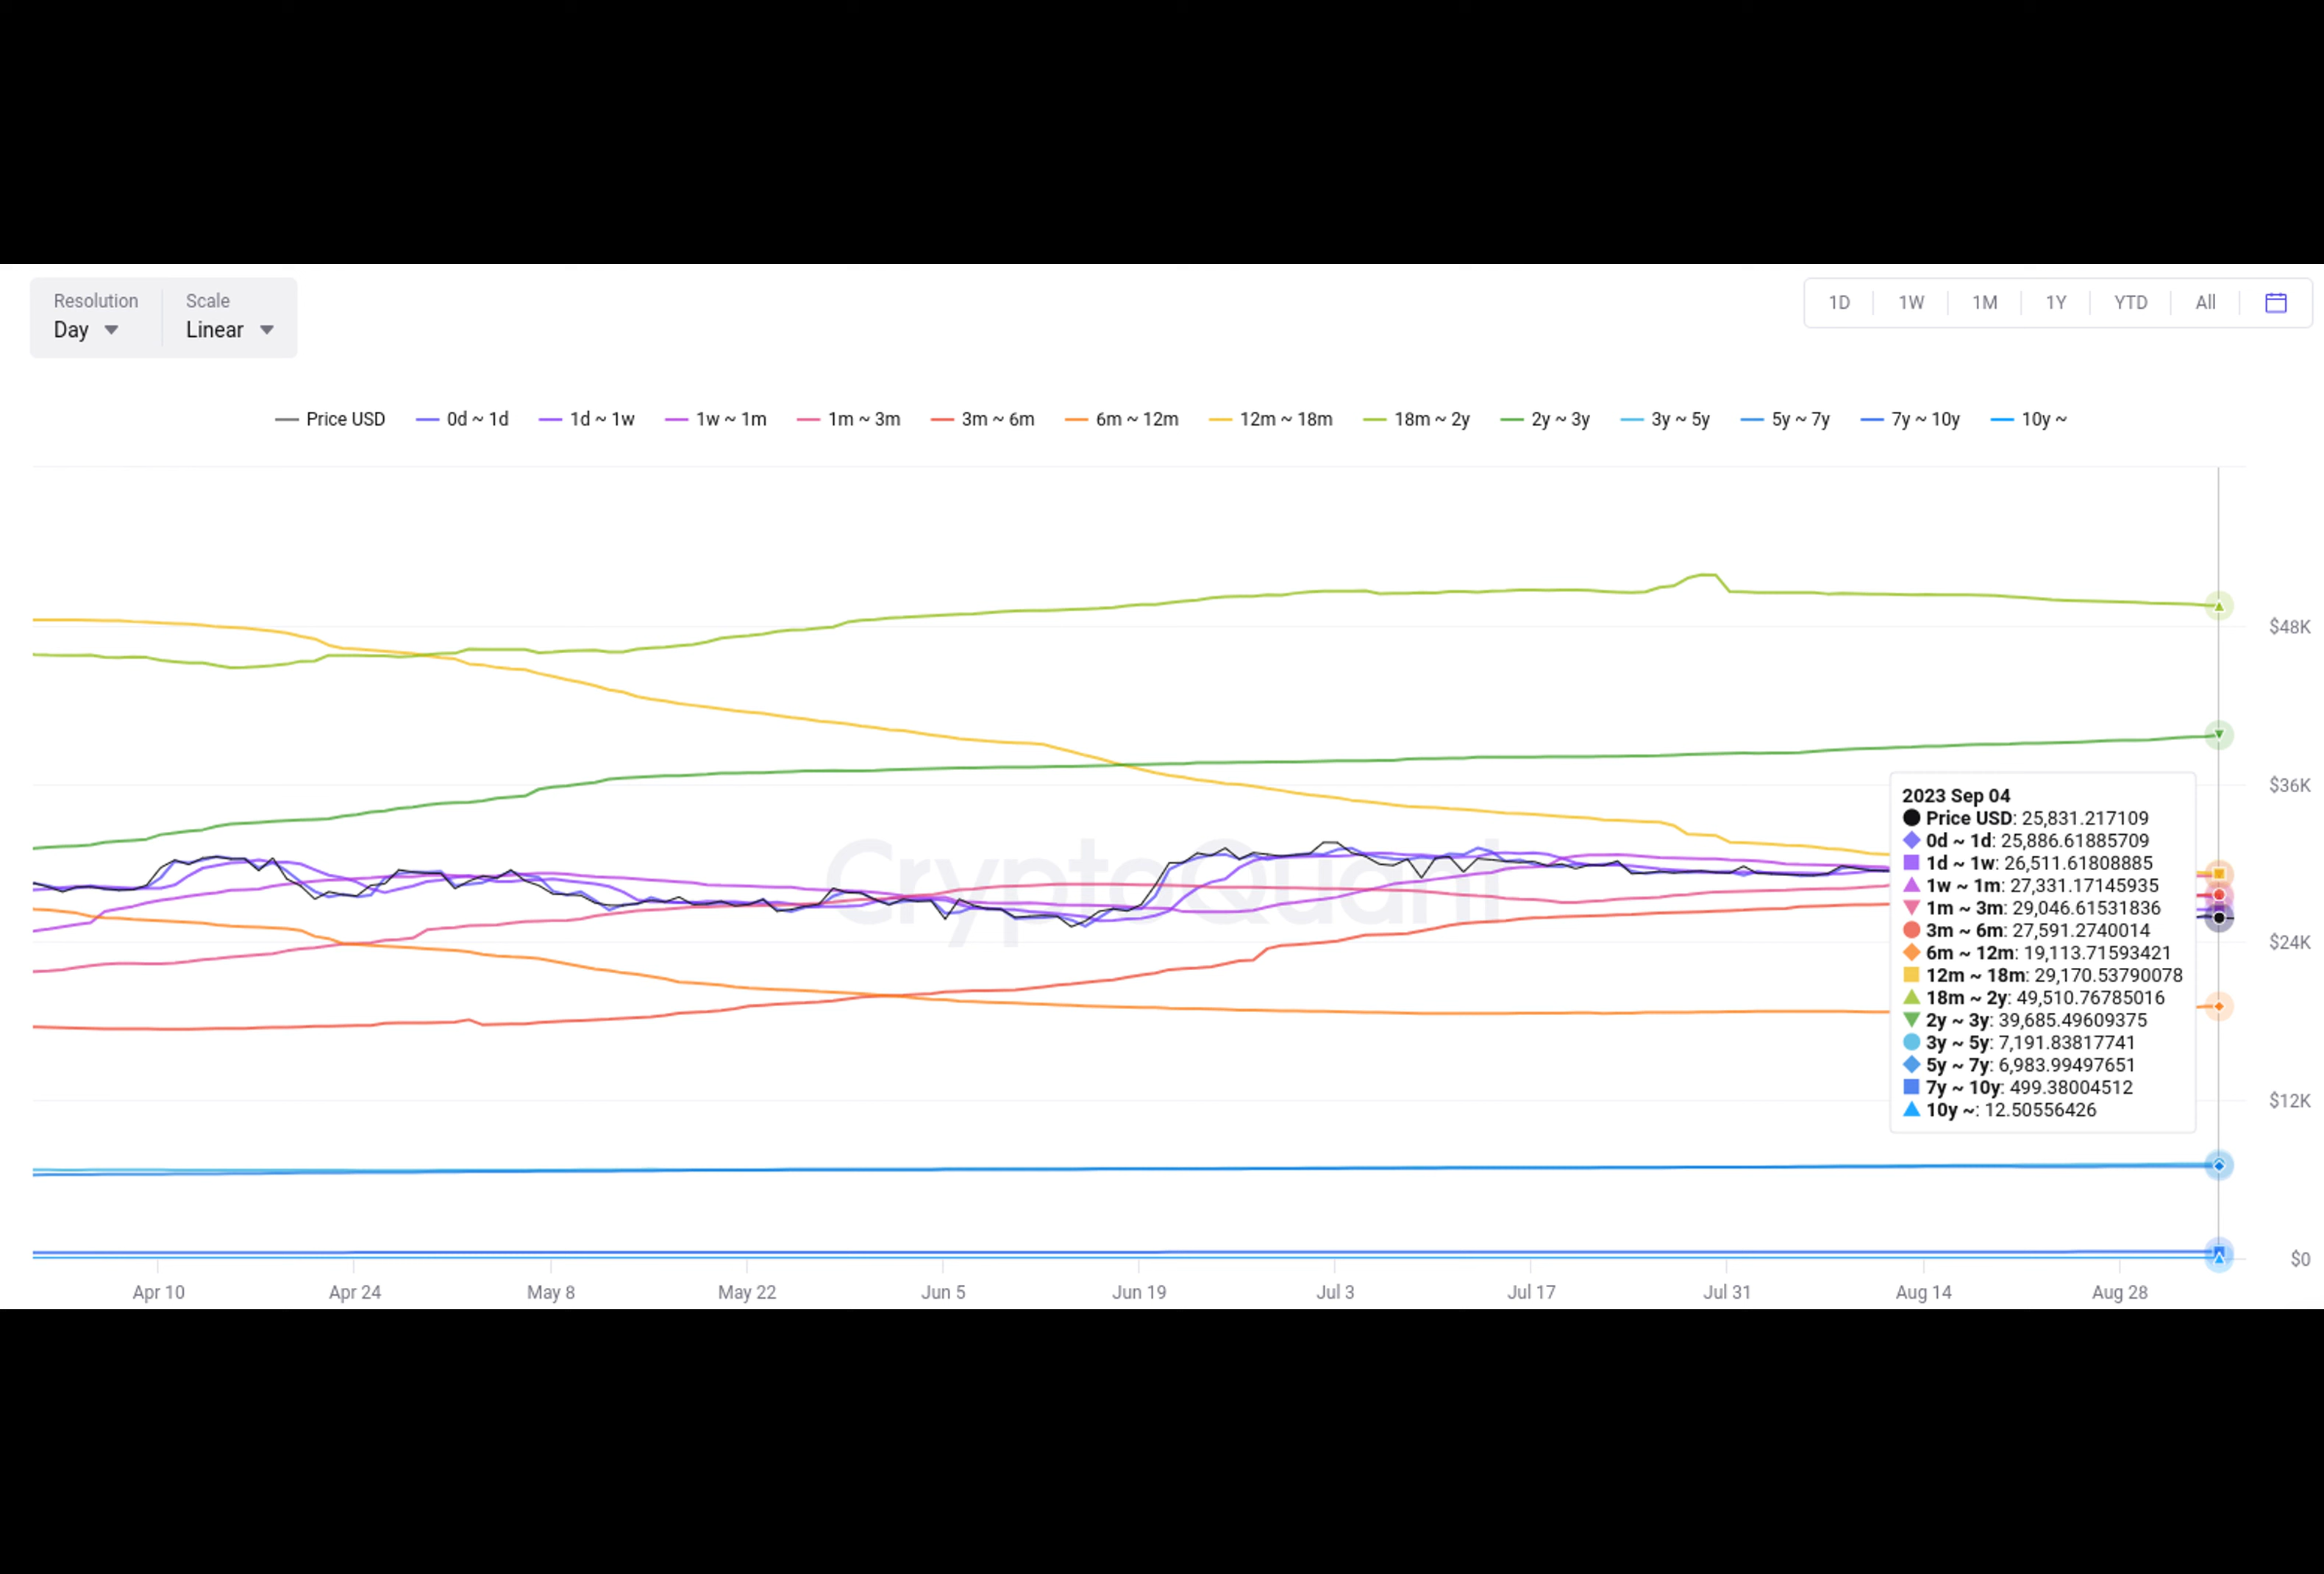 Resolution
Scale
Day
Linear
1D
1W
1M
1Y
YTD
All
Price USD
0d ~ 1d
1d ~ 1w
1w ~ 1m
1m ~ 3m
3m ~ 6m
6m ~ 12m
12m ~ 18m
18m ~ 2y
2y ~ 3y
3y ~ 5y
5y ~ 7y
7y ~ 10y
10y ~
CryptoQuant
$48K
$36K
$24K
$12K
$0
2023 Sep 04
Price USD: 25,831.217109
0d ~ 1d: 25,886.61885709
1d ~ 1w: 26,511.61808885
1w ~ 1m: 27,331.17145935
1m ~ 3m: 29,046.61531836
3m ~ 6m: 27,591.2740014
6m ~ 12m: 19,113.71593421
12m ~ 18m: 29,170.53790078
18m ~ 2y: 49,510.76785016
2y ~ 3y: 39,685.49609375
3y ~ 5y: 7,191.83817741
5y ~ 7y: 6,983.99497651
7y ~ 10y: 499.38004512
10y ~: 12.50556426
Apr 10
Apr 24
May 8
May 22
Jun 5
Jun 19
Jul 3
Jul 17
Jul 31
Aug 14
Aug 28